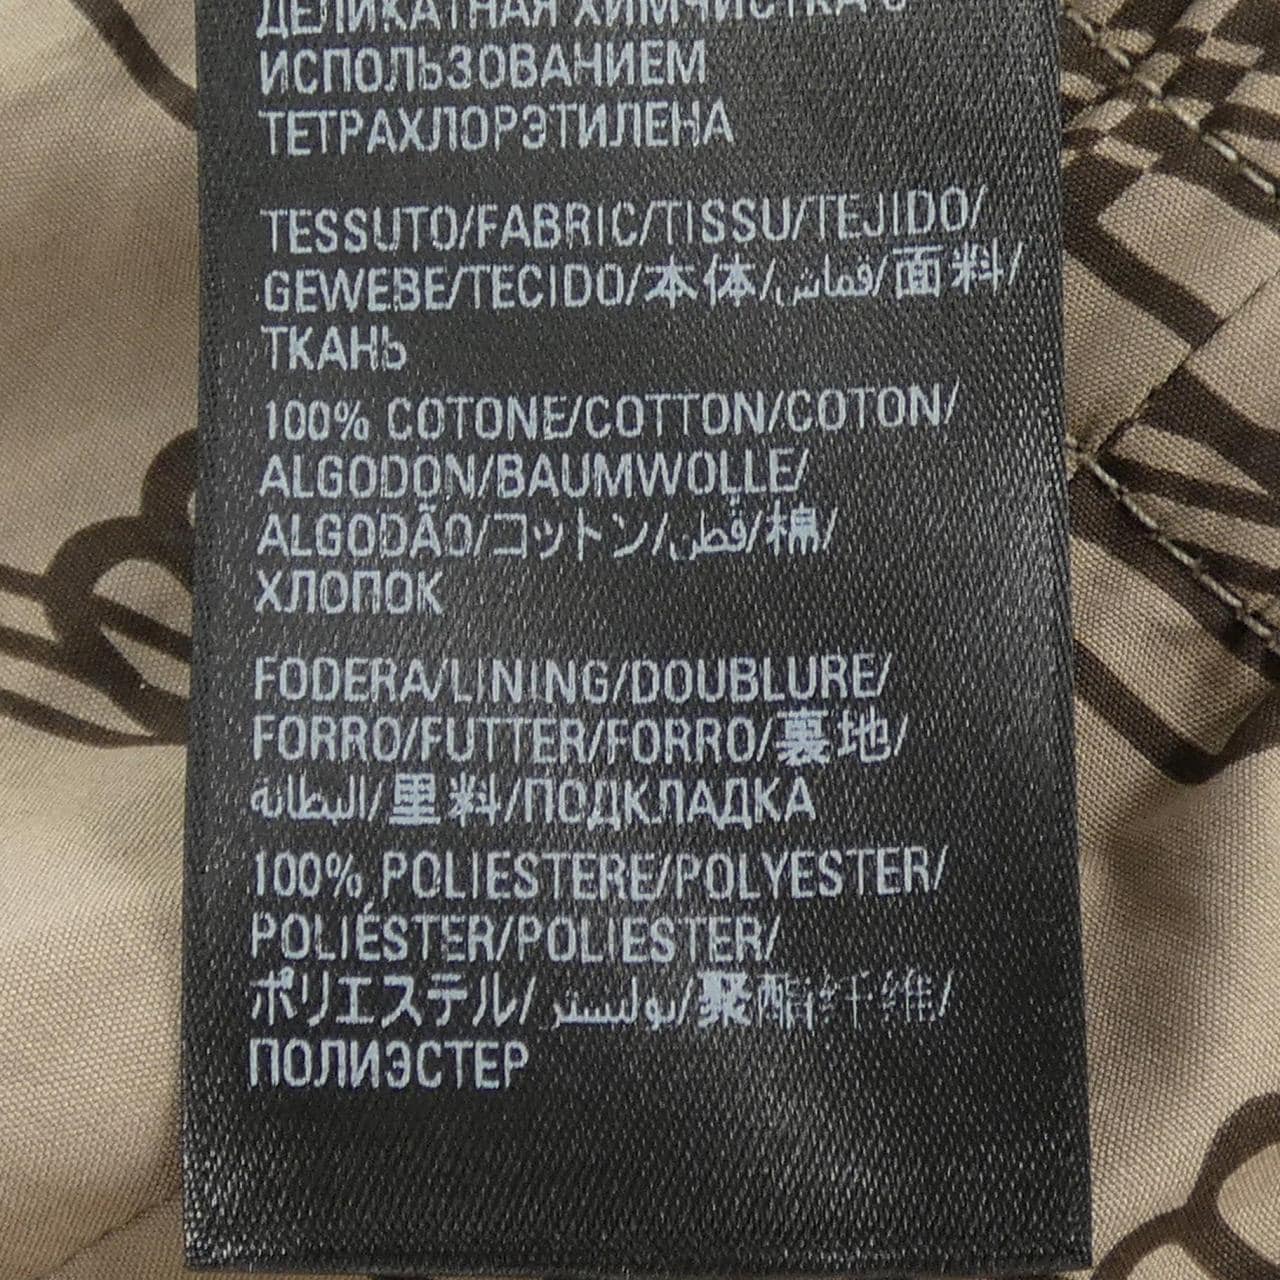 ДЕЛИКАТНАЯ ХИМЧИСТКА С
ИСПОЛЬЗОВАНИЕМ
ТЕТРАХЛОРЭТИЛЕНА
TESSUTO/FABRIC/TISSU/TEJIDO/
GEWEBE/TECIDO/本体/قماش/面料/
ТКАНЬ
100% COTONE/COTTON/COTON/
ALGODON/BAUMWOLLE/
ALGODÃO/コットン/قطن/棉/
ХЛОПОК
FODERA/LINING/DOUBLURE/
FORRO/FUTTER/FORRO/裏地/
البطانة/里料/ПОДКЛАДКА
100% POLIESTERE/POLYESTER/
POLIÉSTER/POLIESTER/
ポリエステル/بوليستر/聚酯纤维/
ПОЛИЭСТЕР